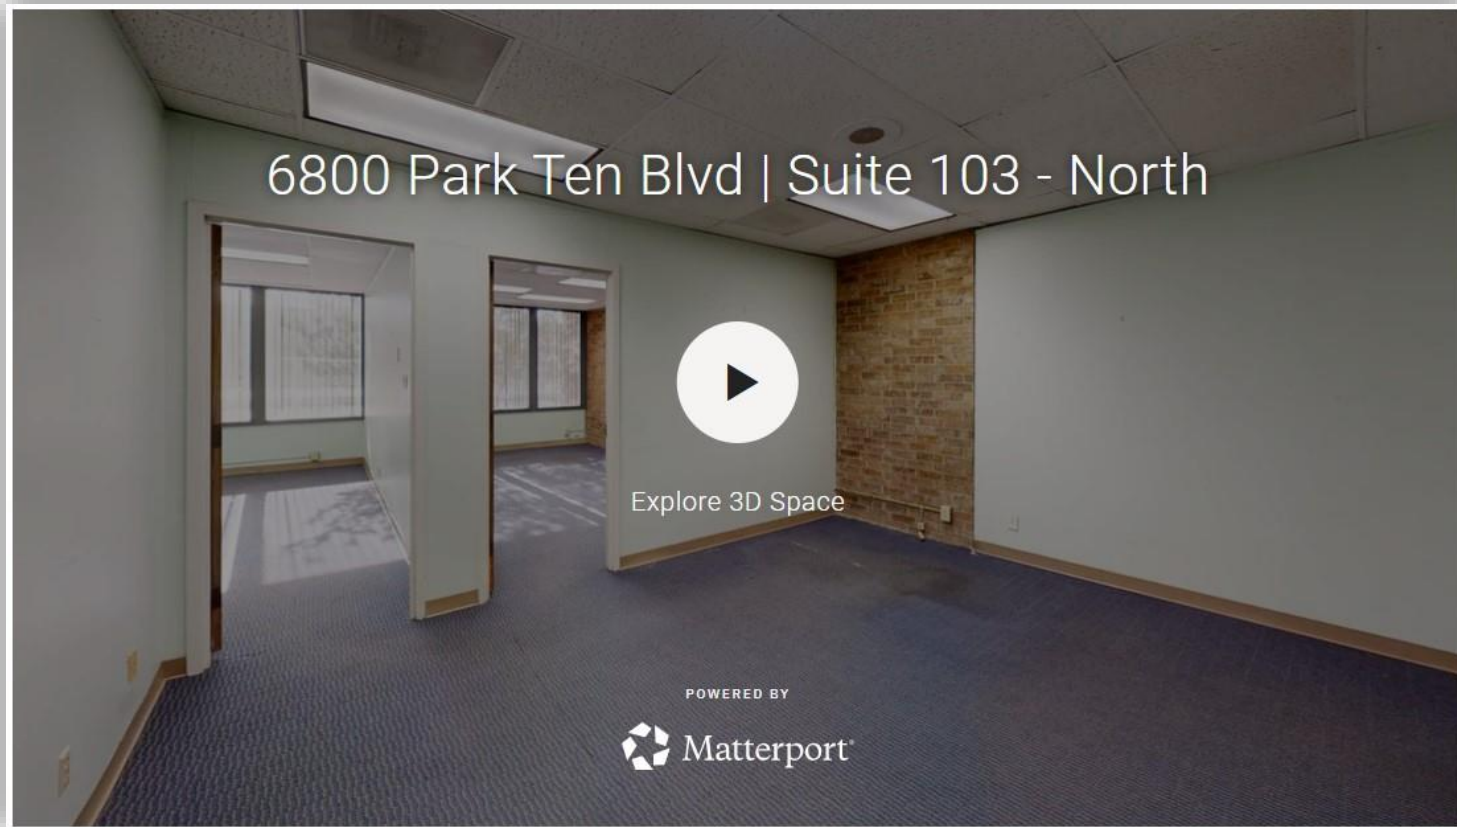 6800 Park Ten Blvd | Suite 103 - North
Explore 3D Space
POWERED BY
Matterport®